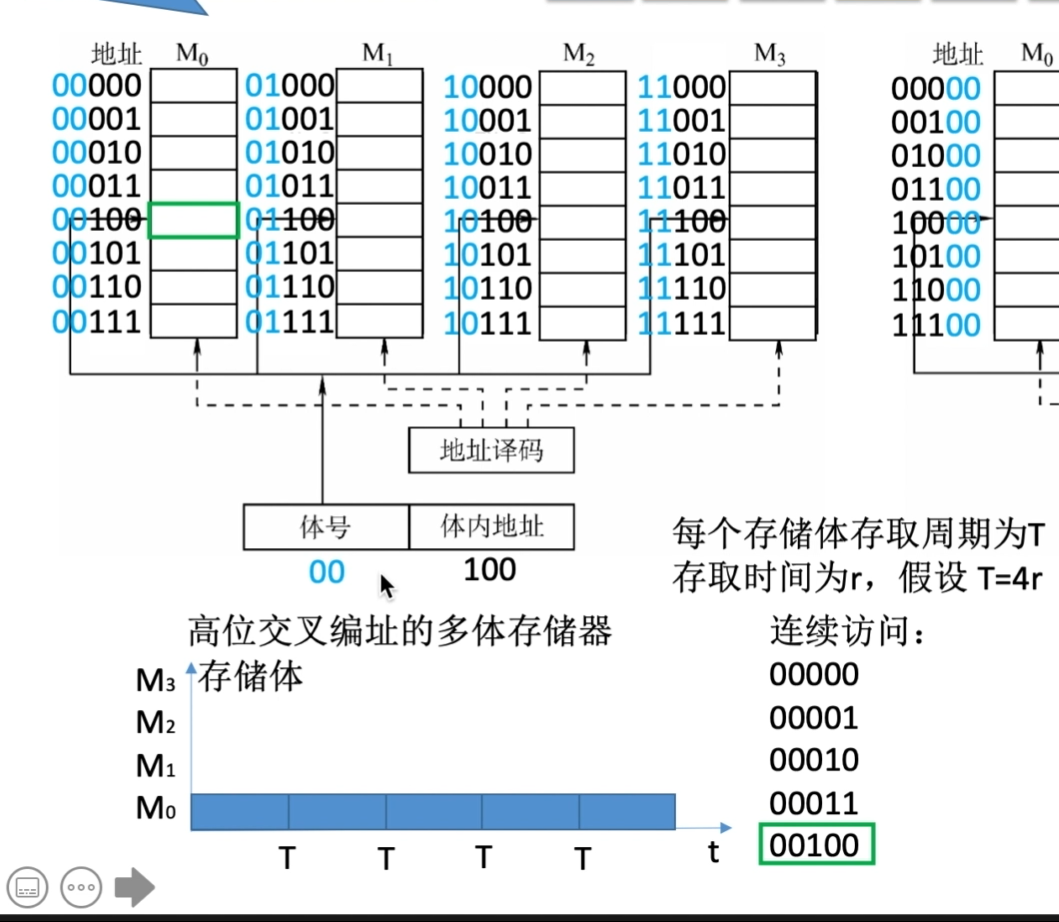 地址 M₀ M₁ M₂ M₃ 地址 M₀
00000 01000 10000 11000 00000
00001 01001 10001 11001 00100
00010 01010 10010 11010 01000
00011 01011 10011 11011 01100
00100 01100 10100 11100 10000
00101 01101 10101 11101 10100
00110 01110 10110 11110 11000
00111 01111 10111 11111 11100
地址译码
体号 体内地址
00 100
每个存储体存取周期为T
存取时间为r，假设 T=4r
高位交叉编址的多体存储器
存储体
M₃
M₂
M₁
M₀
T T T T t
连续访问：
00000
00001
00010
00011
00100